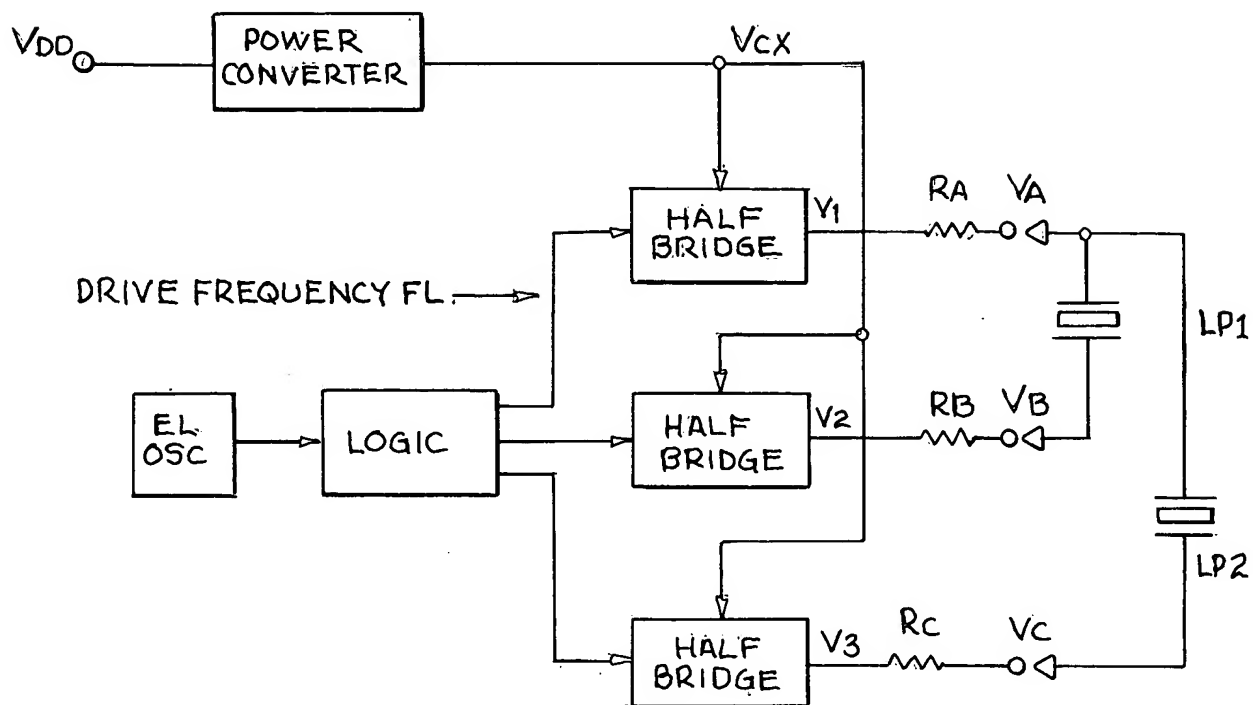 VDD
POWER
CONVERTER
VCX
HALF
BRIDGE
V1
RA
VA
DRIVE FREQUENCY FL.
LP1
EL
OSC
LOGIC
HALF
BRIDGE
V2
RB
VB
LP2
HALF
BRIDGE
V3
RC
VC